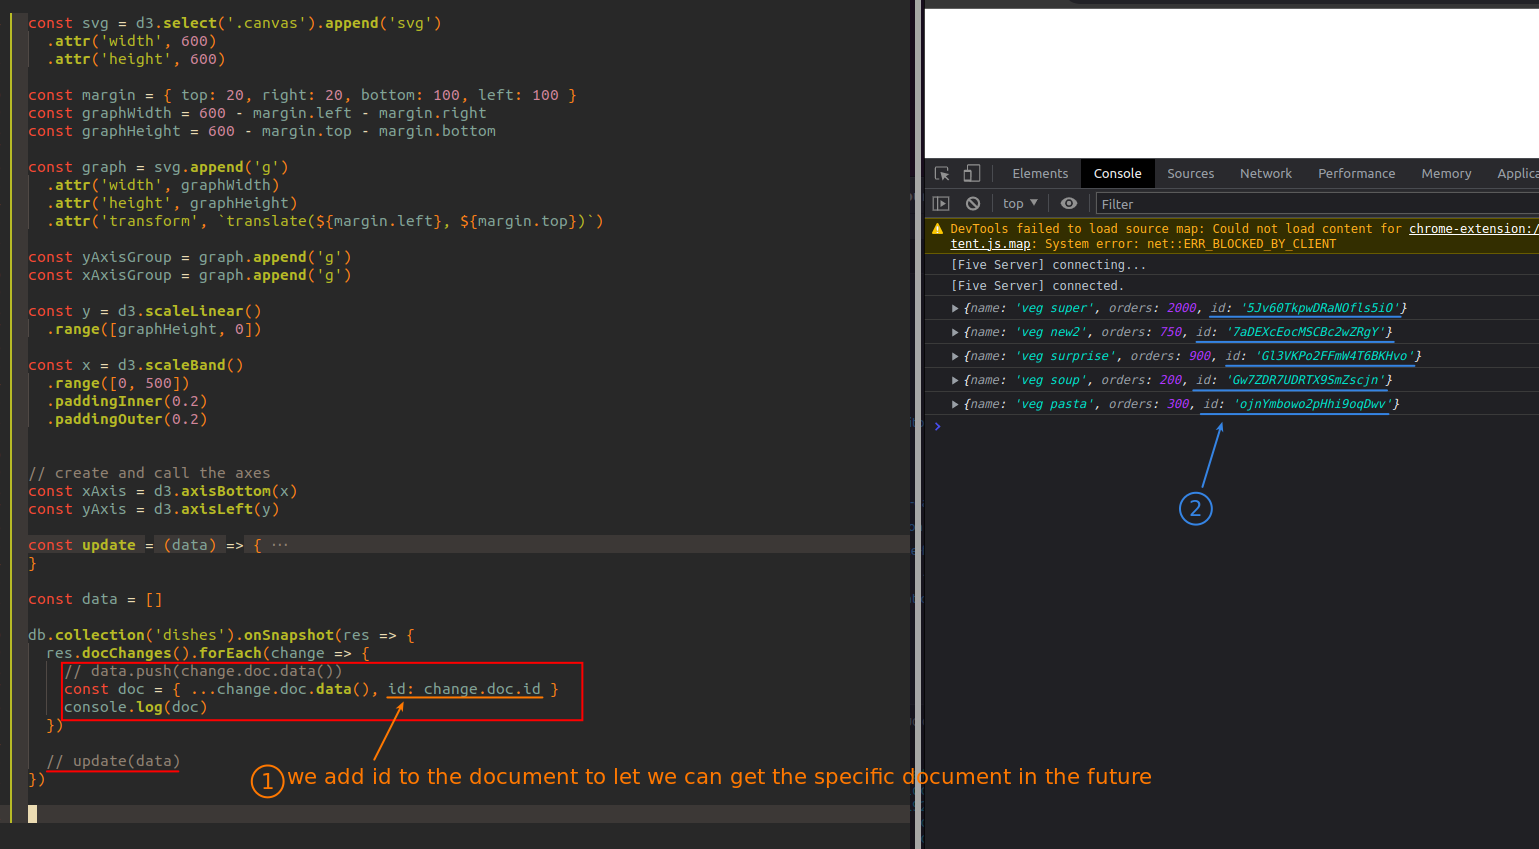 const svg = d3.select('.canvas').append('svg')
.attr('width', 600)
.attr('height', 600)
const margin = { top: 20, right: 20, bottom: 100, left: 100 }
const graphWidth = 600 - margin.left - margin.right
const graphHeight = 600 - margin.top - margin.bottom
const graph = svg.append('g')
.attr('width', graphWidth)
.attr('height', graphHeight)
.attr('transform', `translate(${margin.left}, ${margin.top})`)
const yAxisGroup = graph.append('g')
const xAxisGroup = graph.append('g')
const y = d3.scaleLinear()
.range([graphHeight, 0])
const x = d3.scaleBand()
.range([0, 500])
.paddingInner(0.2)
.paddingOuter(0.2)
// create and call the axes
const xAxis = d3.axisBottom(x)
const yAxis = d3.axisLeft(y)
const update = (data) => { ···
}
const data = []
db.collection('dishes').onSnapshot(res => {
res.docChanges().forEach(change => {
// data.push(change.doc.data())
const doc = { ...change.doc.data(), id: change.doc.id }
console.log(doc)
})
// update(data)
})
1 we add id to the document to let we can get the specific document in the future
Elements Console Sources Network Performance Memory Applica
top Filter
DevTools failed to load source map: Could not load content for chrome-extension:/
tent.js.map: System error: net::ERR_BLOCKED_BY_CLIENT
[Five Server] connecting...
[Five Server] connected.
{name: 'veg super', orders: 2000, id: '5Jv60TkpwDRaNOfls5iO'}
{name: 'veg new2', orders: 750, id: '7aDEXcEocMSCBc2wZRgY'}
{name: 'veg surprise', orders: 900, id: 'Gl3VKPo2FFmW4T6BKHvo'}
{name: 'veg soup', orders: 200, id: 'Gw7ZDR7UDRTX9SmZscjn'}
{name: 'veg pasta', orders: 300, id: 'ojnYmbowo2pHhi9oqDwv'}
2